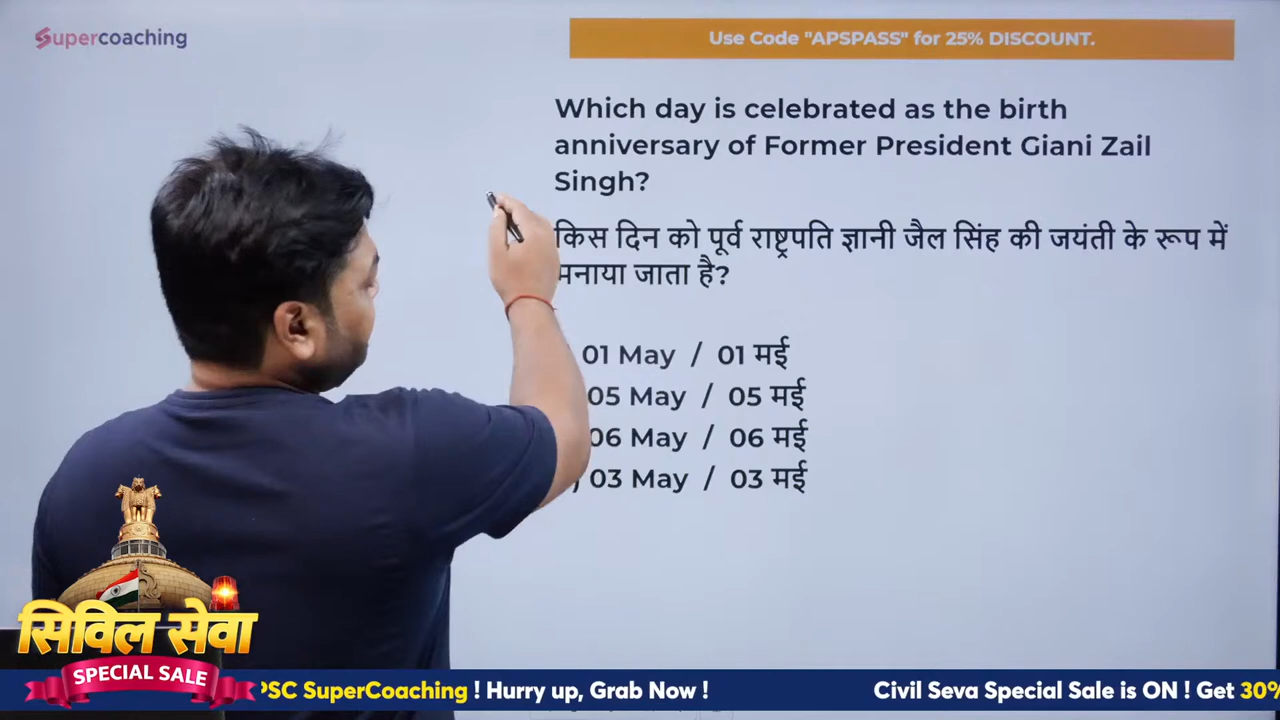 Supercoaching
Use Code "APSPASS" for 25% DISCOUNT.
Which day is celebrated as the birth
anniversary of Former President Giani Zail
Singh?
किस दिन को पूर्व राष्ट्रपति ज्ञानी जैल सिंह की जयंती के रूप में
मनाया जाता है?
01 May / 01 मई
05 May / 05 मई
06 May / 06 मई
) 03 May / 03 मई
सिविल सेवा
SPECIAL SALE
PSC SuperCoaching ! Hurry up, Grab Now ! Civil Seva Special Sale is ON ! Get 30%